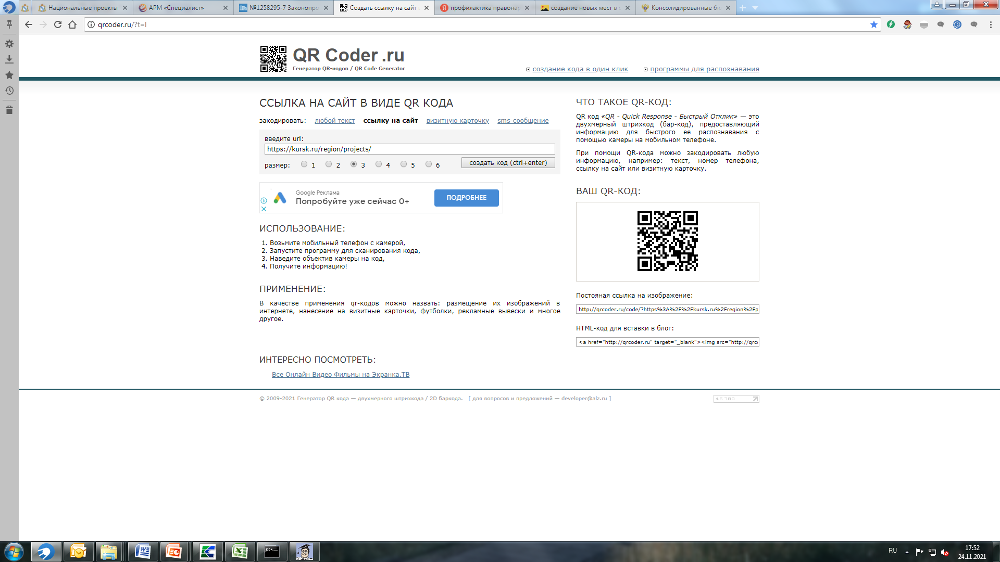 Национальные проекты
АРМ «Специалист»
№1258295-7 Законопро
Создать ссылку на сайт
профилактика правонар
создание новых мест в
Консолидированные
qrcoder.ru/?t=l
QR Coder.ru
Генератор QR-кодов / QR Code Generator
создание кода в один клик
программы для распознавания
ССЫЛКА НА САЙТ В ВИДЕ QR КОДА
закодировать: любой текст ссылку на сайт визитную карточку sms-сообщение
введите url:
https://kursk.ru/region/projects/
размер: 1 2 3 4 5 6
создать код (ctrl+enter)
Google Реклама
Попробуйте уже сейчас 0+
ПОДРОБНЕЕ
ИСПОЛЬЗОВАНИЕ:
1. Возьмите мобильный телефон с камерой,
2. Запустите программу для сканирования кода,
3. Наведите объектив камеры на код,
4. Получите информацию!
ПРИМЕНЕНИЕ:
В качестве применения qr-кодов можно назвать: размещение их изображений в
интернете, нанесение на визитные карточки, футболки, рекламные вывески и многое
другое.
ИНТЕРЕСНО ПОСМОТРЕТЬ:
Все Онлайн Видео Фильмы на Экранка.ТВ
ЧТО ТАКОЕ QR-КОД:
QR код «QR - Quick Response - Быстрый Отклик» — это
двухмерный штрихкод (бар-код), предоставляющий
информацию для быстрого ее распознавания с
помощью камеры на мобильном телефоне.
При помощи QR-кода можно закодировать любую
информацию, например: текст, номер телефона,
ссылку на сайт или визитную карточку.
ВАШ QR-КОД:
Постояная ссылка на изображение:
http://qrcoder.ru/code/?https%3A%2F%2Fkursk.ru%2Fregion%2Fp
HTML-код для вставки в блог:
<a href="http://qrcoder.ru" target="_blank"><img src="http://qrc
© 2009-2021 Генератор QR кода — двухмерного штрихкода / 2D баркода. [ для вопросов и предложений — developer@alz.ru ]
16 780
RU
17:52
24.11.2021